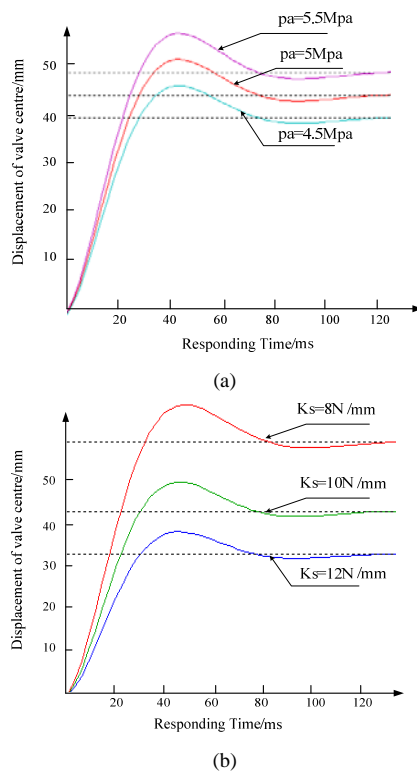 pa=5,5Mpa
pa=5Mpa
pa=4.5Mpa
Displacement of valve centre/mm
50
40
30
20
10
20
40
60
80
100
120
Responding Time/ms
(a)
Ks=8N /mm
Ks=10N /mm
Ks=12N /mm
Displacement of valve centre/mm
50
40
30
20
10
20
40
60
80
100
120
Responding Time/ms
(b)